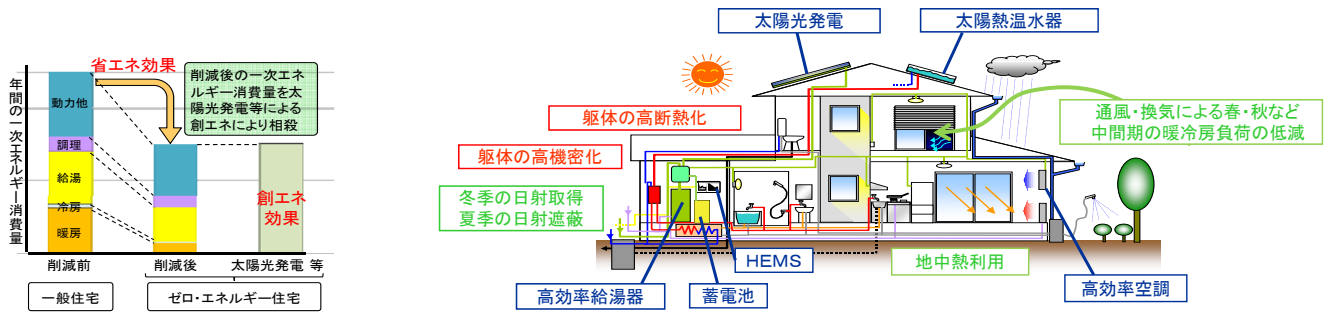 年間の一次エネルギー消費量
省エネ効果
削減後の一次エネ
ルギー消費量を太
陽光発電等による
創エネにより相殺
動力他
調理
給湯
冷房
暖房
創エネ
効果
削減前
削減後
太陽光発電 等
一般住宅
ゼロ・エネルギー住宅
太陽光発電
太陽熱温水器
躯体の高断熱化
通風・換気による春・秋など
中間期の暖冷房負荷の低減
躯体の高機密化
冬季の日射取得
夏季の日射遮蔽
HEMS
地中熱利用
高効率給湯器
蓄電池
高効率空調